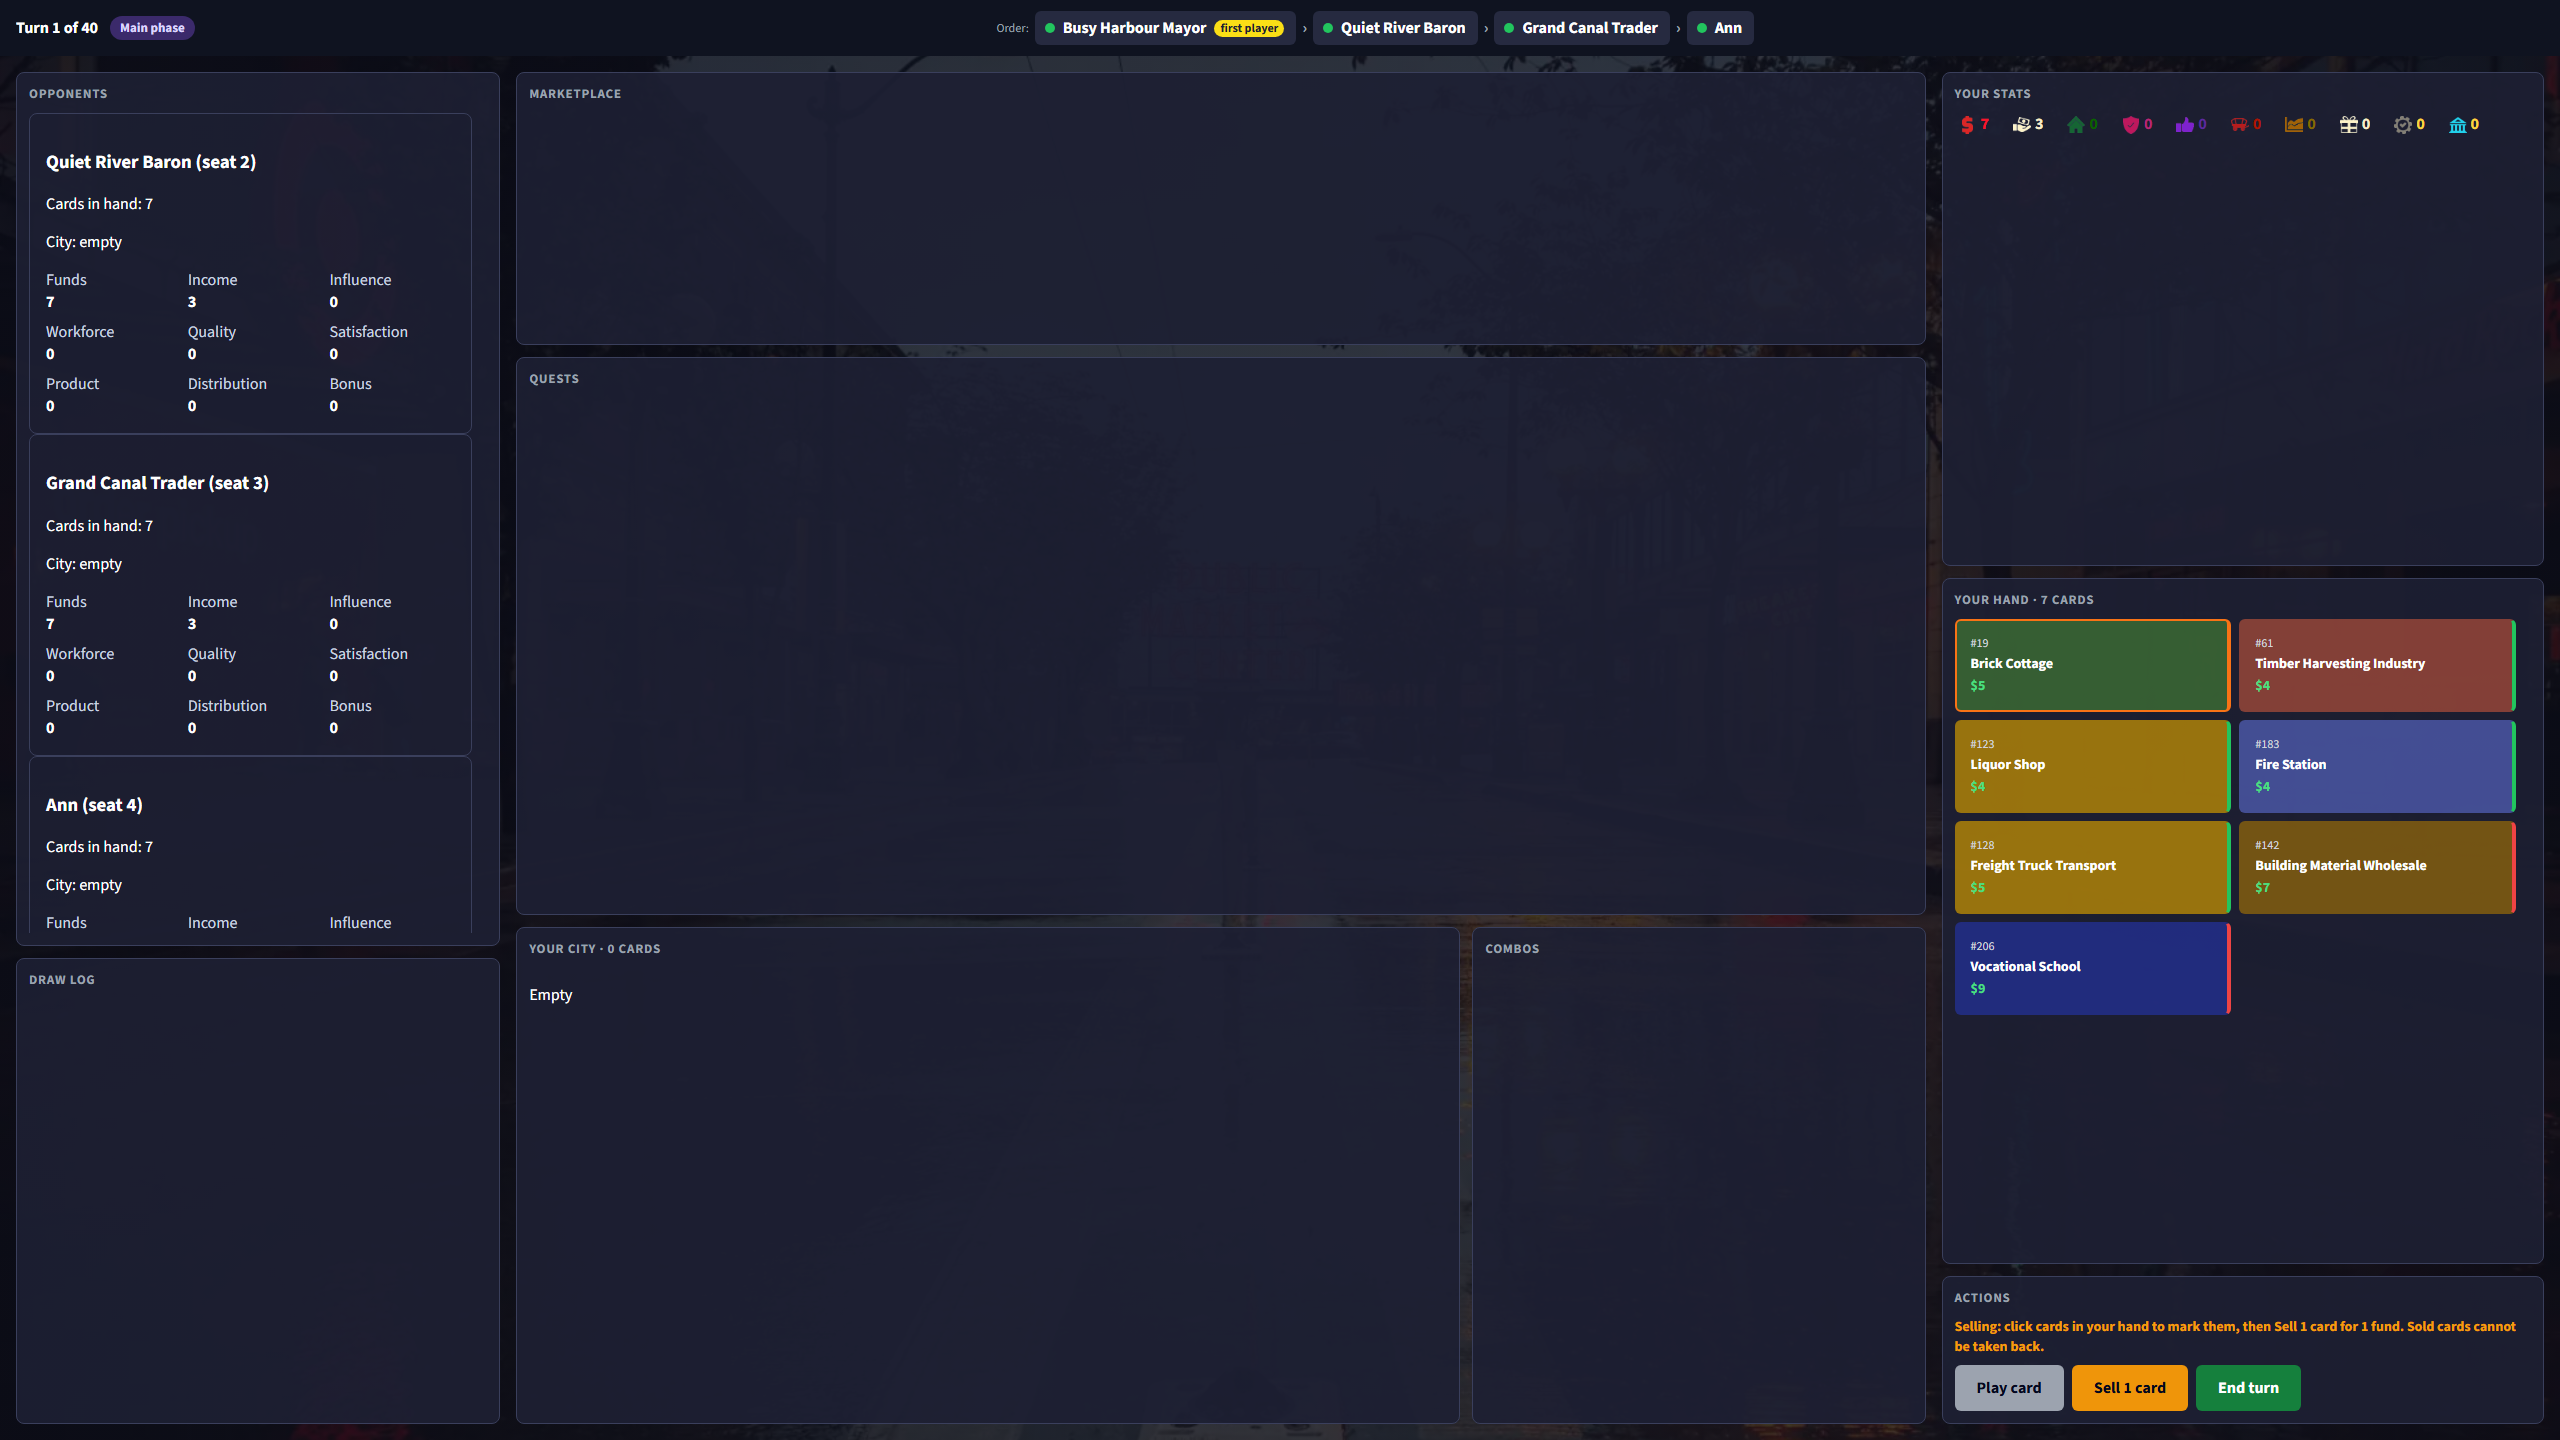 Turn 1 of 40 Main phase
Order: Busy Harbour Mayor first player › Quiet River Baron › Grand Canal Trader › Ann
OPPONENTS
Quiet River Baron (seat 2)
Cards in hand: 7
City: empty
Funds Income Influence
7 3 0
Workforce Quality Satisfaction
0 0 0
Product Distribution Bonus
0 0 0
Grand Canal Trader (seat 3)
Cards in hand: 7
City: empty
Funds Income Influence
7 3 0
Workforce Quality Satisfaction
0 0 0
Product Distribution Bonus
0 0 0
Ann (seat 4)
Cards in hand: 7
City: empty
Funds Income Influence
DRAW LOG
MARKETPLACE
QUESTS
YOUR CITY · 0 CARDS
Empty
COMBOS
YOUR STATS
7 3 0 0 0 0 0 0 0 0
YOUR HAND · 7 CARDS
#19
Brick Cottage
$5
#61
Timber Harvesting Industry
$4
#123
Liquor Shop
$4
#183
Fire Station
$4
#128
Freight Truck Transport
$5
#142
Building Material Wholesale
$7
#206
Vocational School
$9
ACTIONS
Selling: click cards in your hand to mark them, then Sell 1 card for 1 fund. Sold cards cannot
be taken back.
Play card Sell 1 card End turn